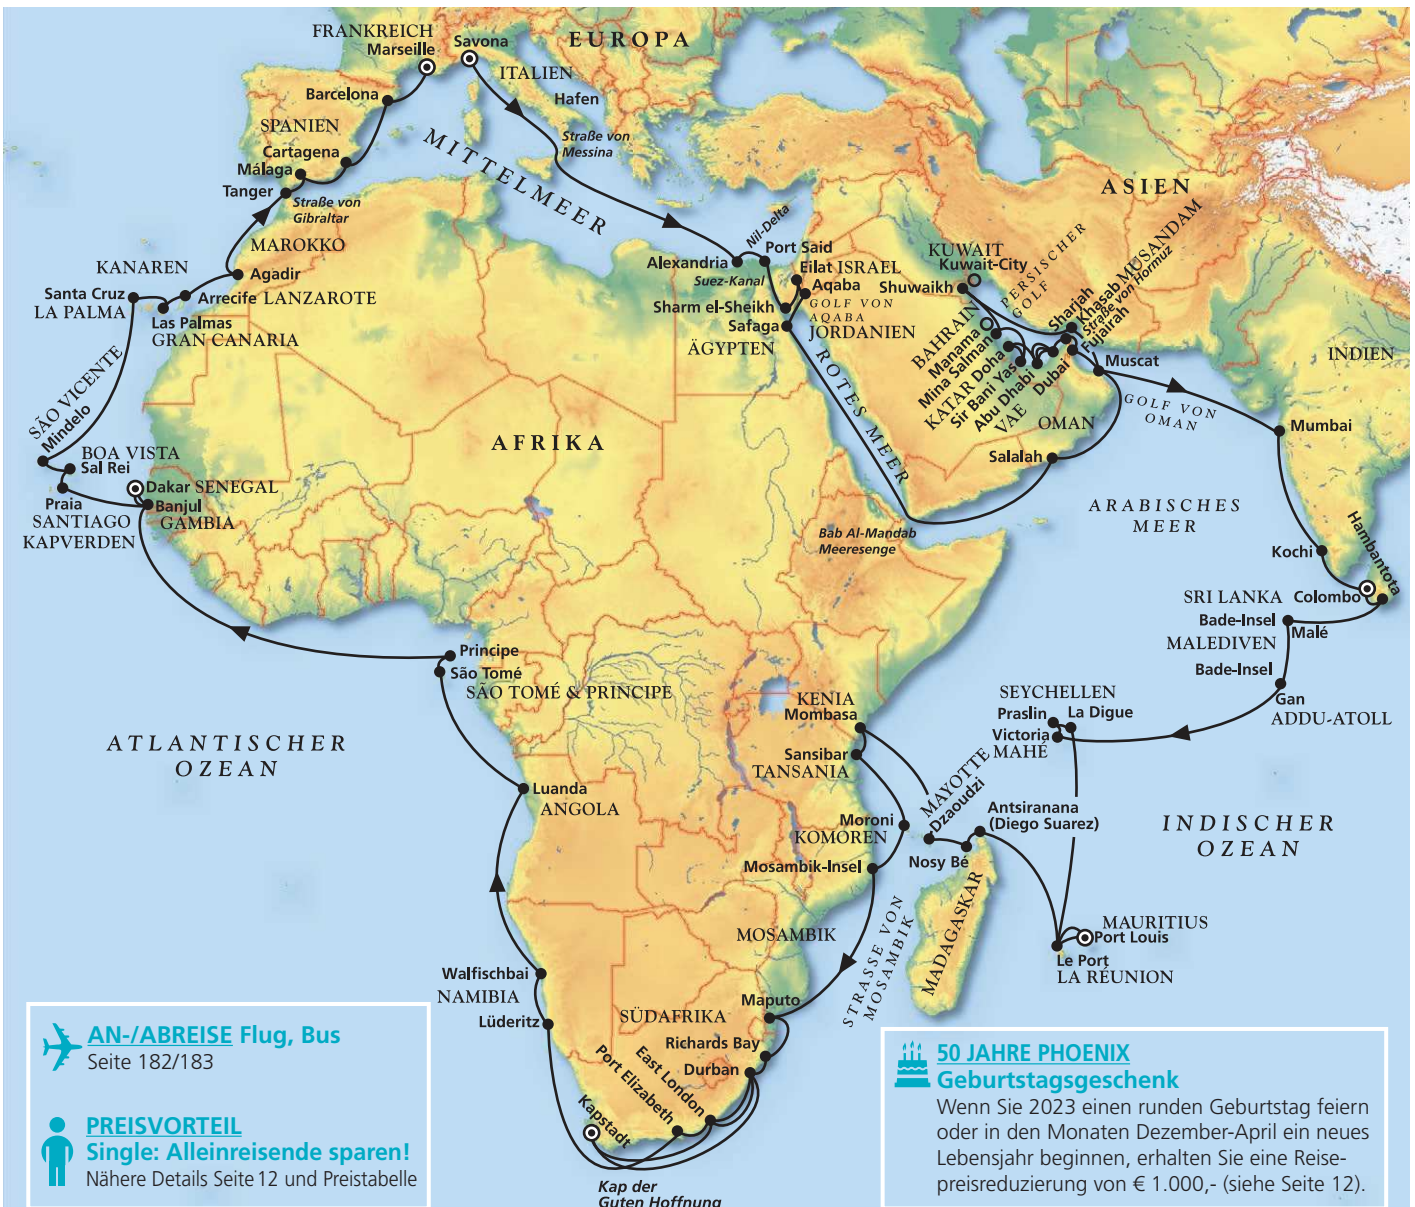 FRANKREICH
Marseille
Savona
EUROPA
ITALIEN
Hafen
Barcelona
SPANIEN
Cartagena
Málaga
Tanger
Straße von
Gibraltar
Straße von
Messina
MITTELMEER
MAROKKO
Agadir
KANAREN
Santa Cruz
LA PALMA
Arrecife LANZAROTE
Las Palmas
GRAN CANARIA
Alexandria
Nil-Delta
Port Said
Suez-Kanal
Eilat ISRAEL
Aqaba
GOLF VON
AQABA
JORDANIEN
Sharm el-Sheikh
Safaga
ÄGYPTEN
ROTES MEER
ASIEN
KUWAIT
Kuwait-City
Shuwaikh
PERSISCHER
GOLF
BAHRAIN
Manama
Mina Salman
KATAR Doha
Sir Bani Yas
Abu Dhabi
VAE
Dubai
Sharjah
Khasab MUSANDAM
Straße von Hormuz
Fujairah
Muscat
OMAN
GOLF VON
OMAN
Salalah
INDIEN
Mumbai
ARABISCHES
MEER
Kochi
Hambantota
Colombo
SRI LANKA
Bade-Insel
Malé
MALEDIVEN
Bade-Insel
Gan
ADDU-ATOLL
SÃO VICENTE
Mindelo
BOA VISTA
Sal Rei
Dakar SENEGAL
Praia
Banjul
SANTIAGO
GAMBIA
KAPVERDEN
AFRIKA
Bab Al-Mandab
Meeresenge
Principe
São Tomé
SÃO TOMÉ & PRINCIPE
ATLANTISCHER
OZEAN
Luanda
ANGOLA
KENIA
Mombasa
Sansibar
TANSANIA
SEYCHELLEN
Praslin
La Digue
Victoria
MAHÉ
MAYOTTE
Dzaoudzi
Moroni
KOMOREN
Antsiranana
(Diego Suarez)
Nosy Bé
Mosambik-Insel
INDISCHER
OZEAN
MADAGASKAR
MAURITIUS
Port Louis
Le Port
LA RÉUNION
MOSAMBIK
STRASSE VON
MOSAMBIK
Walfischbai
NAMIBIA
Lüderitz
SÜDAFRIKA
Maputo
Richards Bay
Durban
East London
Port Elizabeth
Kapstadt
Kap der
Guten Hoffnung
AN-/ABREISE Flug, Bus
Seite 182/183
PREISVORTEIL
Single: Alleinreisende sparen!
Nähere Details Seite 12 und Preistabelle
50 JAHRE PHOENIX
Geburtstagsgeschenk
Wenn Sie 2023 einen runden Geburtstag feiern
oder in den Monaten Dezember-April ein neues
Lebensjahr beginnen, erhalten Sie eine Reise-
preisreduzierung von € 1.000,- (siehe Seite 12).